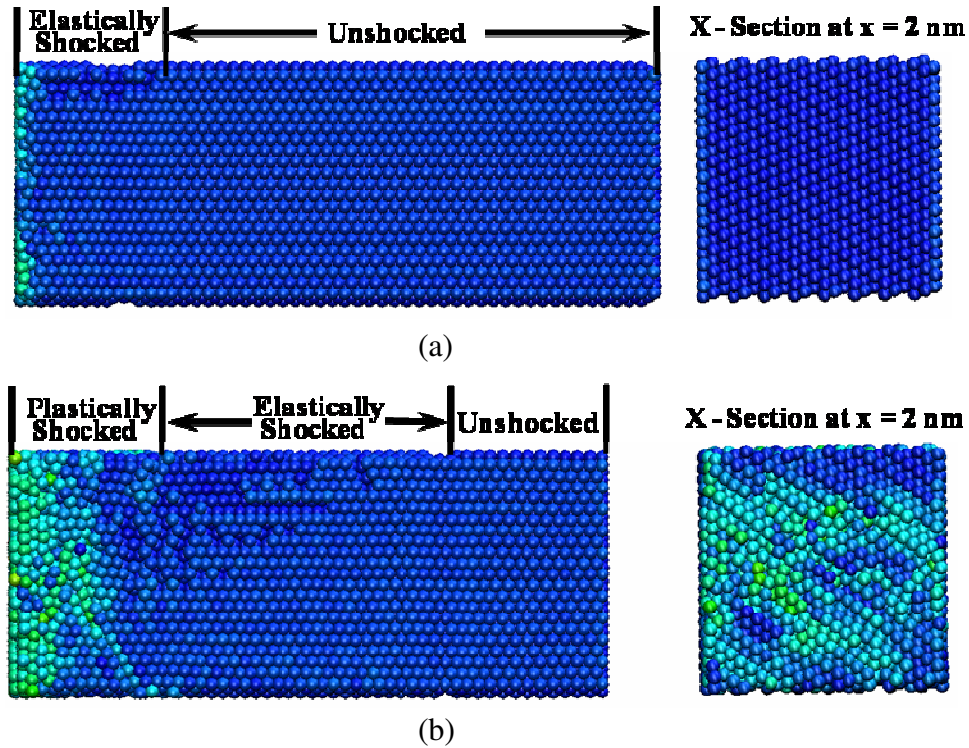 Elastically
Shocked
Unshocked
X - Section at x = 2 nm
(a)
Plastically
Shocked
Elastically
Shocked
Unshocked
X - Section at x = 2 nm
(b)